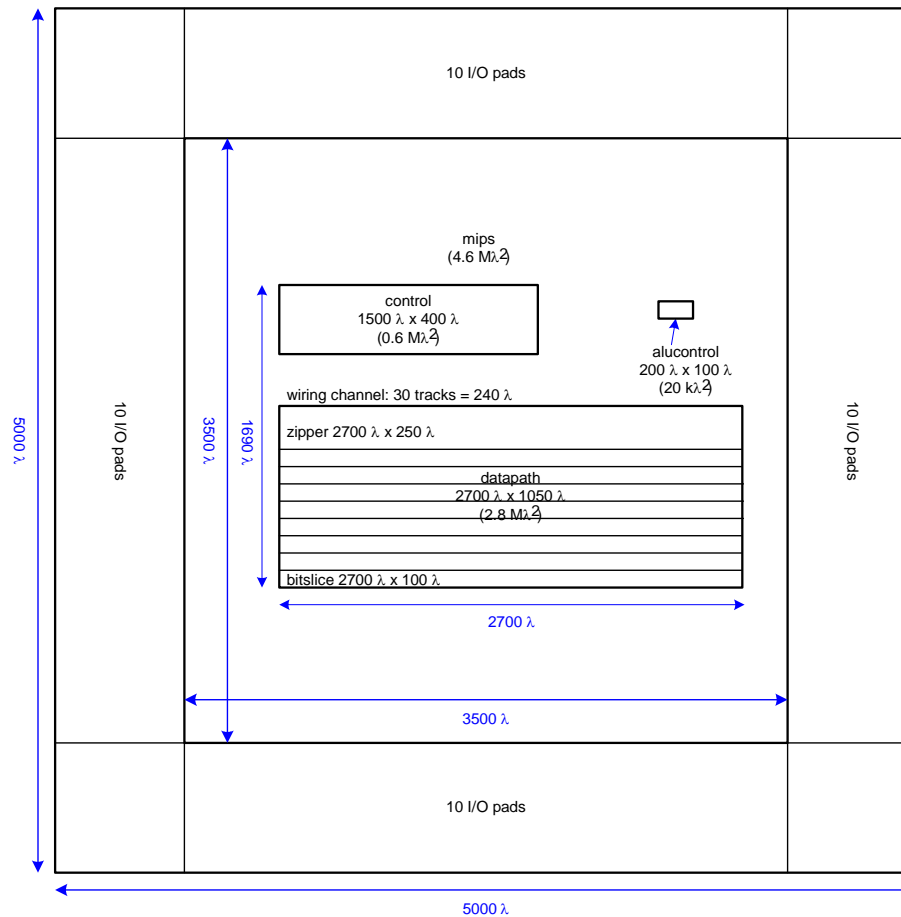 10 I/O pads
mips
(4.6 Mλ²)
control
1500 λ x 400 λ
(0.6 Mλ²)
alucontrol
200 λ x 100 λ
(20 kλ²)
wiring channel: 30 tracks = 240 λ
zipper 2700 λ x 250 λ
datapath
2700 λ x 1050 λ
(2.8 Mλ²)
bitslice 2700 λ x 100 λ
2700 λ
1690 λ
3500 λ
3500 λ
5000 λ
10 I/O pads
10 I/O pads
10 I/O pads
5000 λ